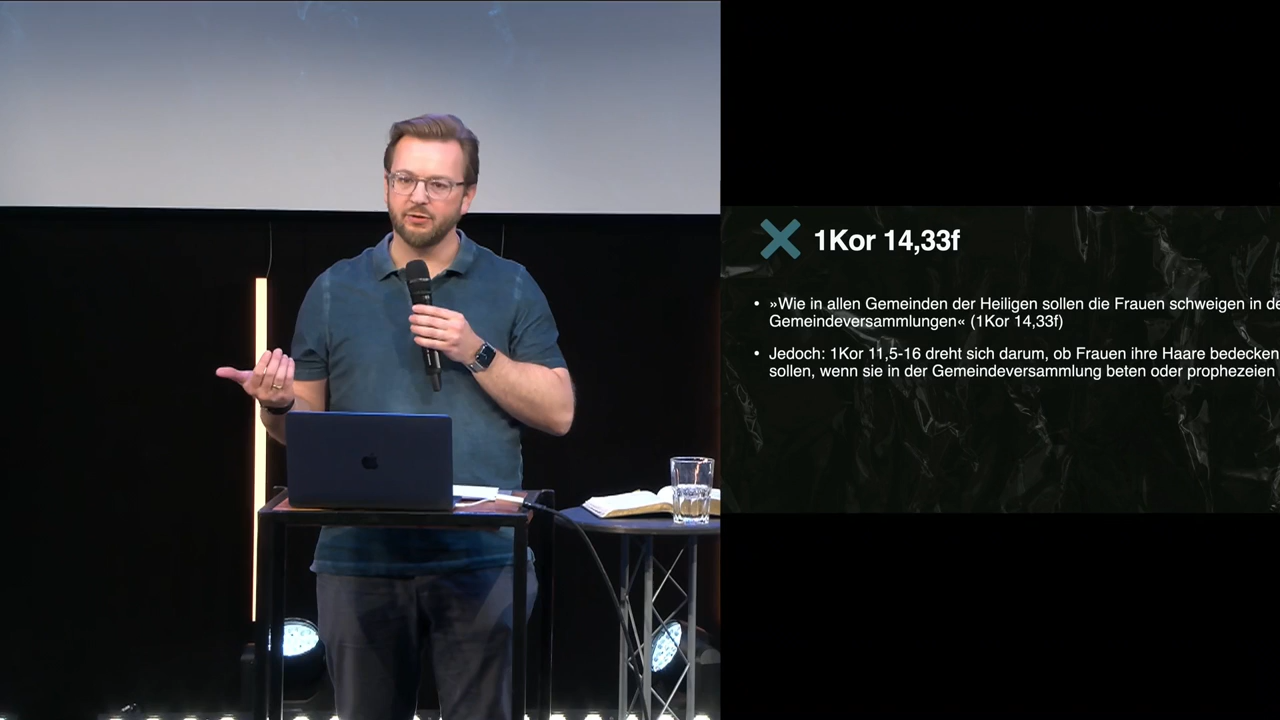 1Kor 14,33f
• »Wie in allen Gemeinden der Heiligen sollen die Frauen schweigen in
Gemeindeversammlungen« (1Kor 14,33f)
• Jedoch: 1Kor 11,5-16 dreht sich darum, ob Frauen ihre Haare bedecken
sollen, wenn sie in der Gemeindeversammlung beten oder prophezeien